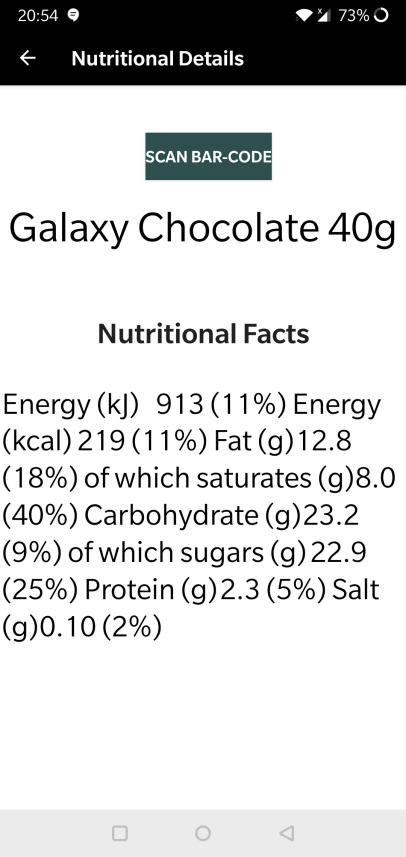 20:54 73%
Nutritional Details
SCAN BAR-CODE
Galaxy Chocolate 40g
Nutritional Facts
Energy (kJ) 913 (11%) Energy
(kcal) 219 (11%) Fat (g)12.8
(18%) of which saturates (g)8.0
(40%) Carbohydrate (g)23.2
(9%) of which sugars (g) 22.9
(25%) Protein (g)2.3 (5%) Salt
(g)0.10 (2%)